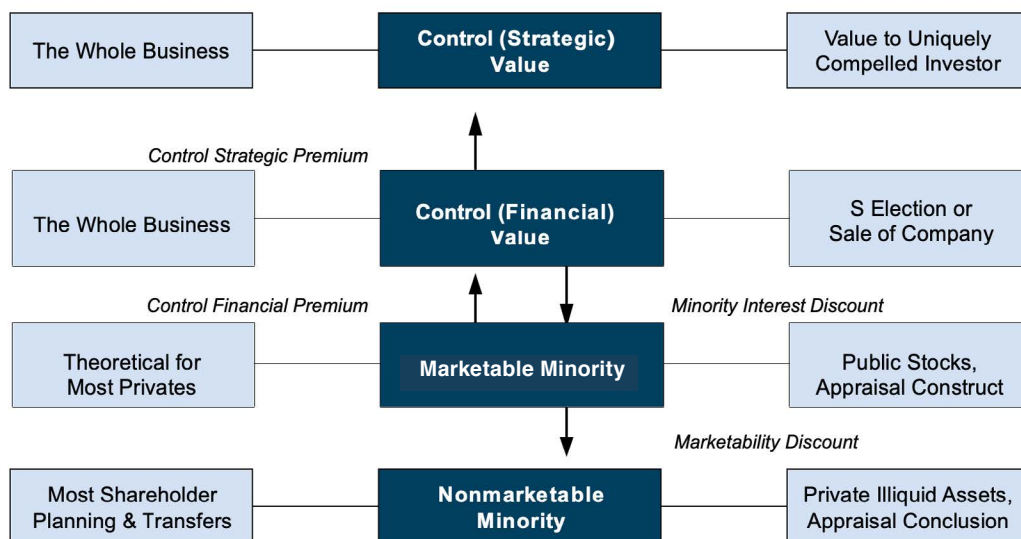 The Whole Business
Control (Strategic)
Value
Value to Uniquely
Compelled Investor
Control Strategic Premium
The Whole Business
Control (Financial)
Value
S Election or
Sale of Company
Control Financial Premium
Minority Interest Discount
Theoretical for
Most Privates
Marketable Minority
Public Stocks,
Appraisal Construct
Marketability Discount
Most Shareholder
Planning & Transfers
Nonmarketable
Minority
Private Illiquid Assets,
Appraisal Conclusion